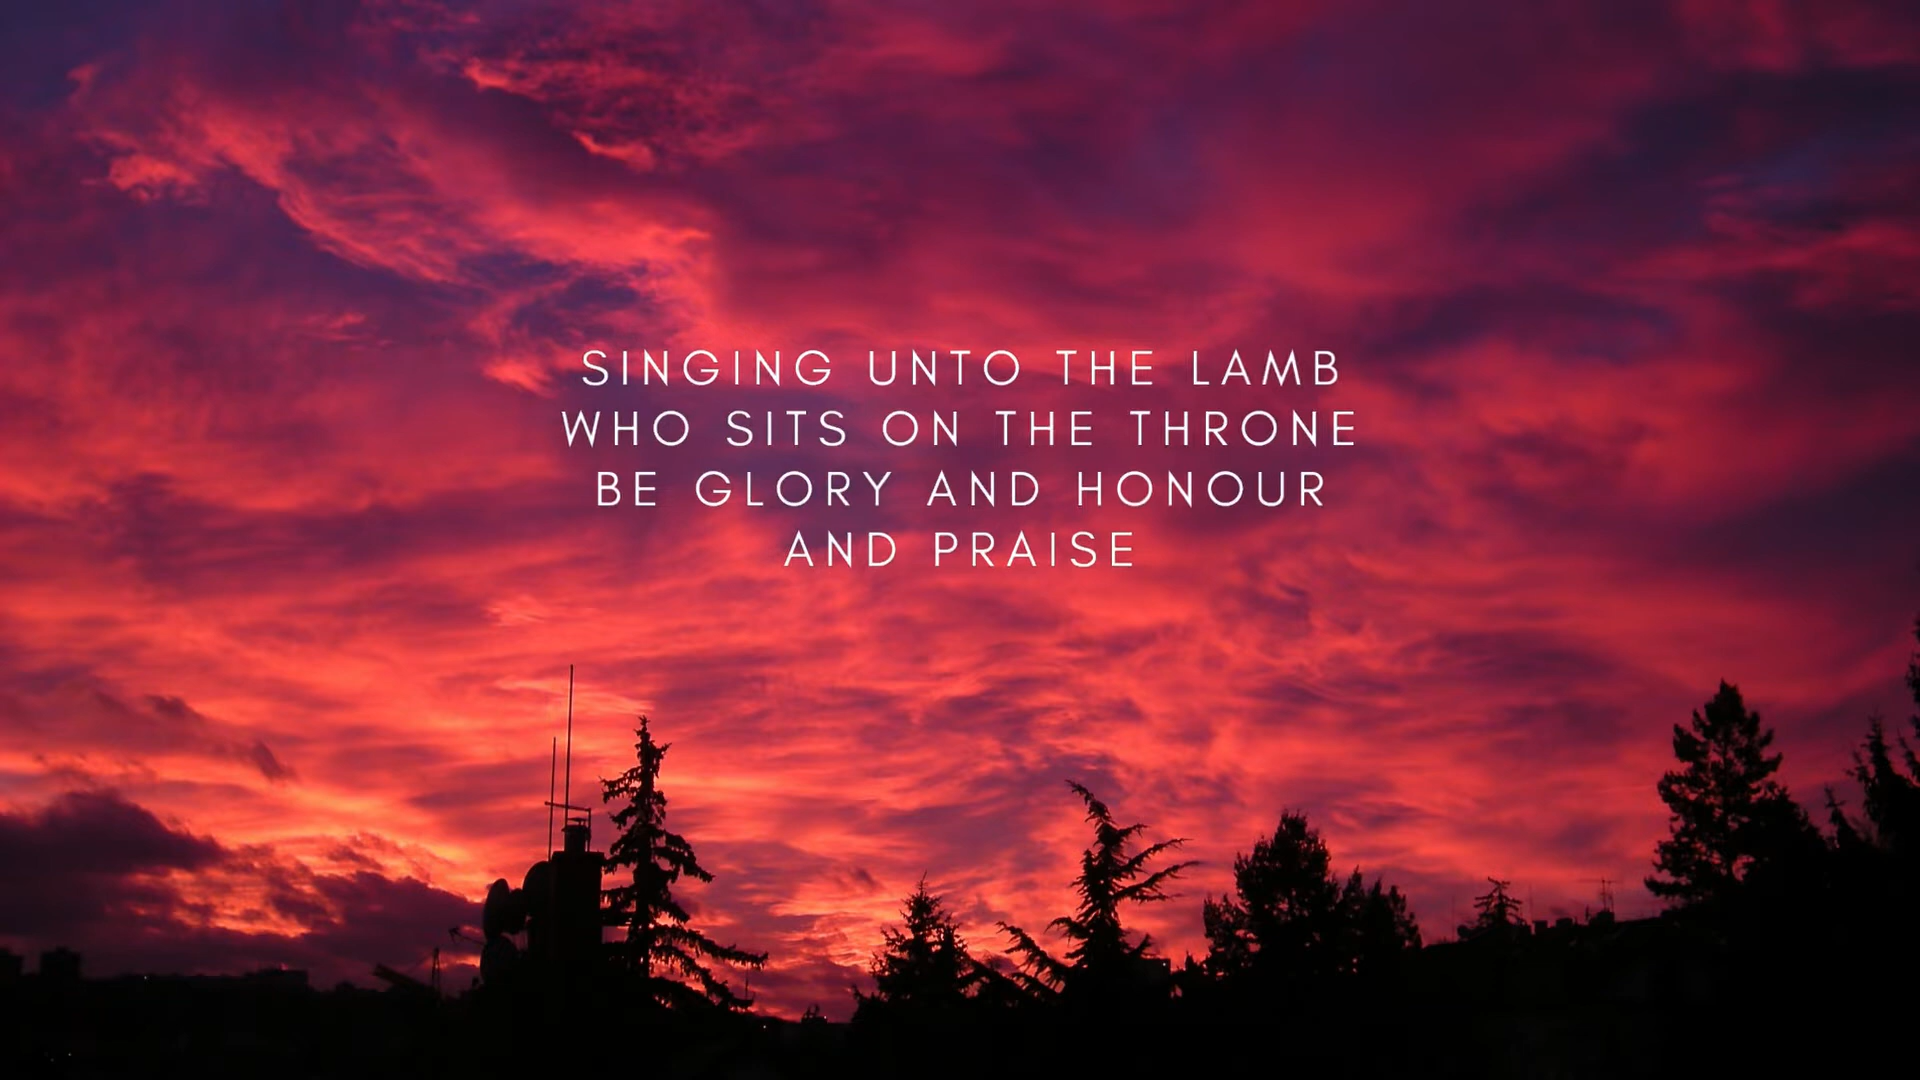 SINGING UNTO THE LAMB
WHO SITS ON THE THRONE
BE GLORY AND HONOUR
AND PRAISE